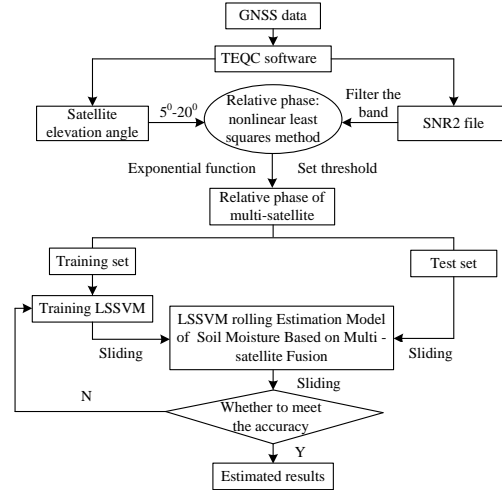 GNSS data
TEQC software
Satellite
elevation angle
5⁰-20⁰
Relative phase:
nonlinear least
squares method
Filter the
band
SNR2 file
Exponential function
Set threshold
Relative phase of
multi-satellite
Training set
Test set
Training LSSVM
LSSVM rolling Estimation Model
of Soil Moisture Based on Multi -
satellite Fusion
Sliding
Sliding
Sliding
N
Whether to meet
the accuracy
Y
Estimated results